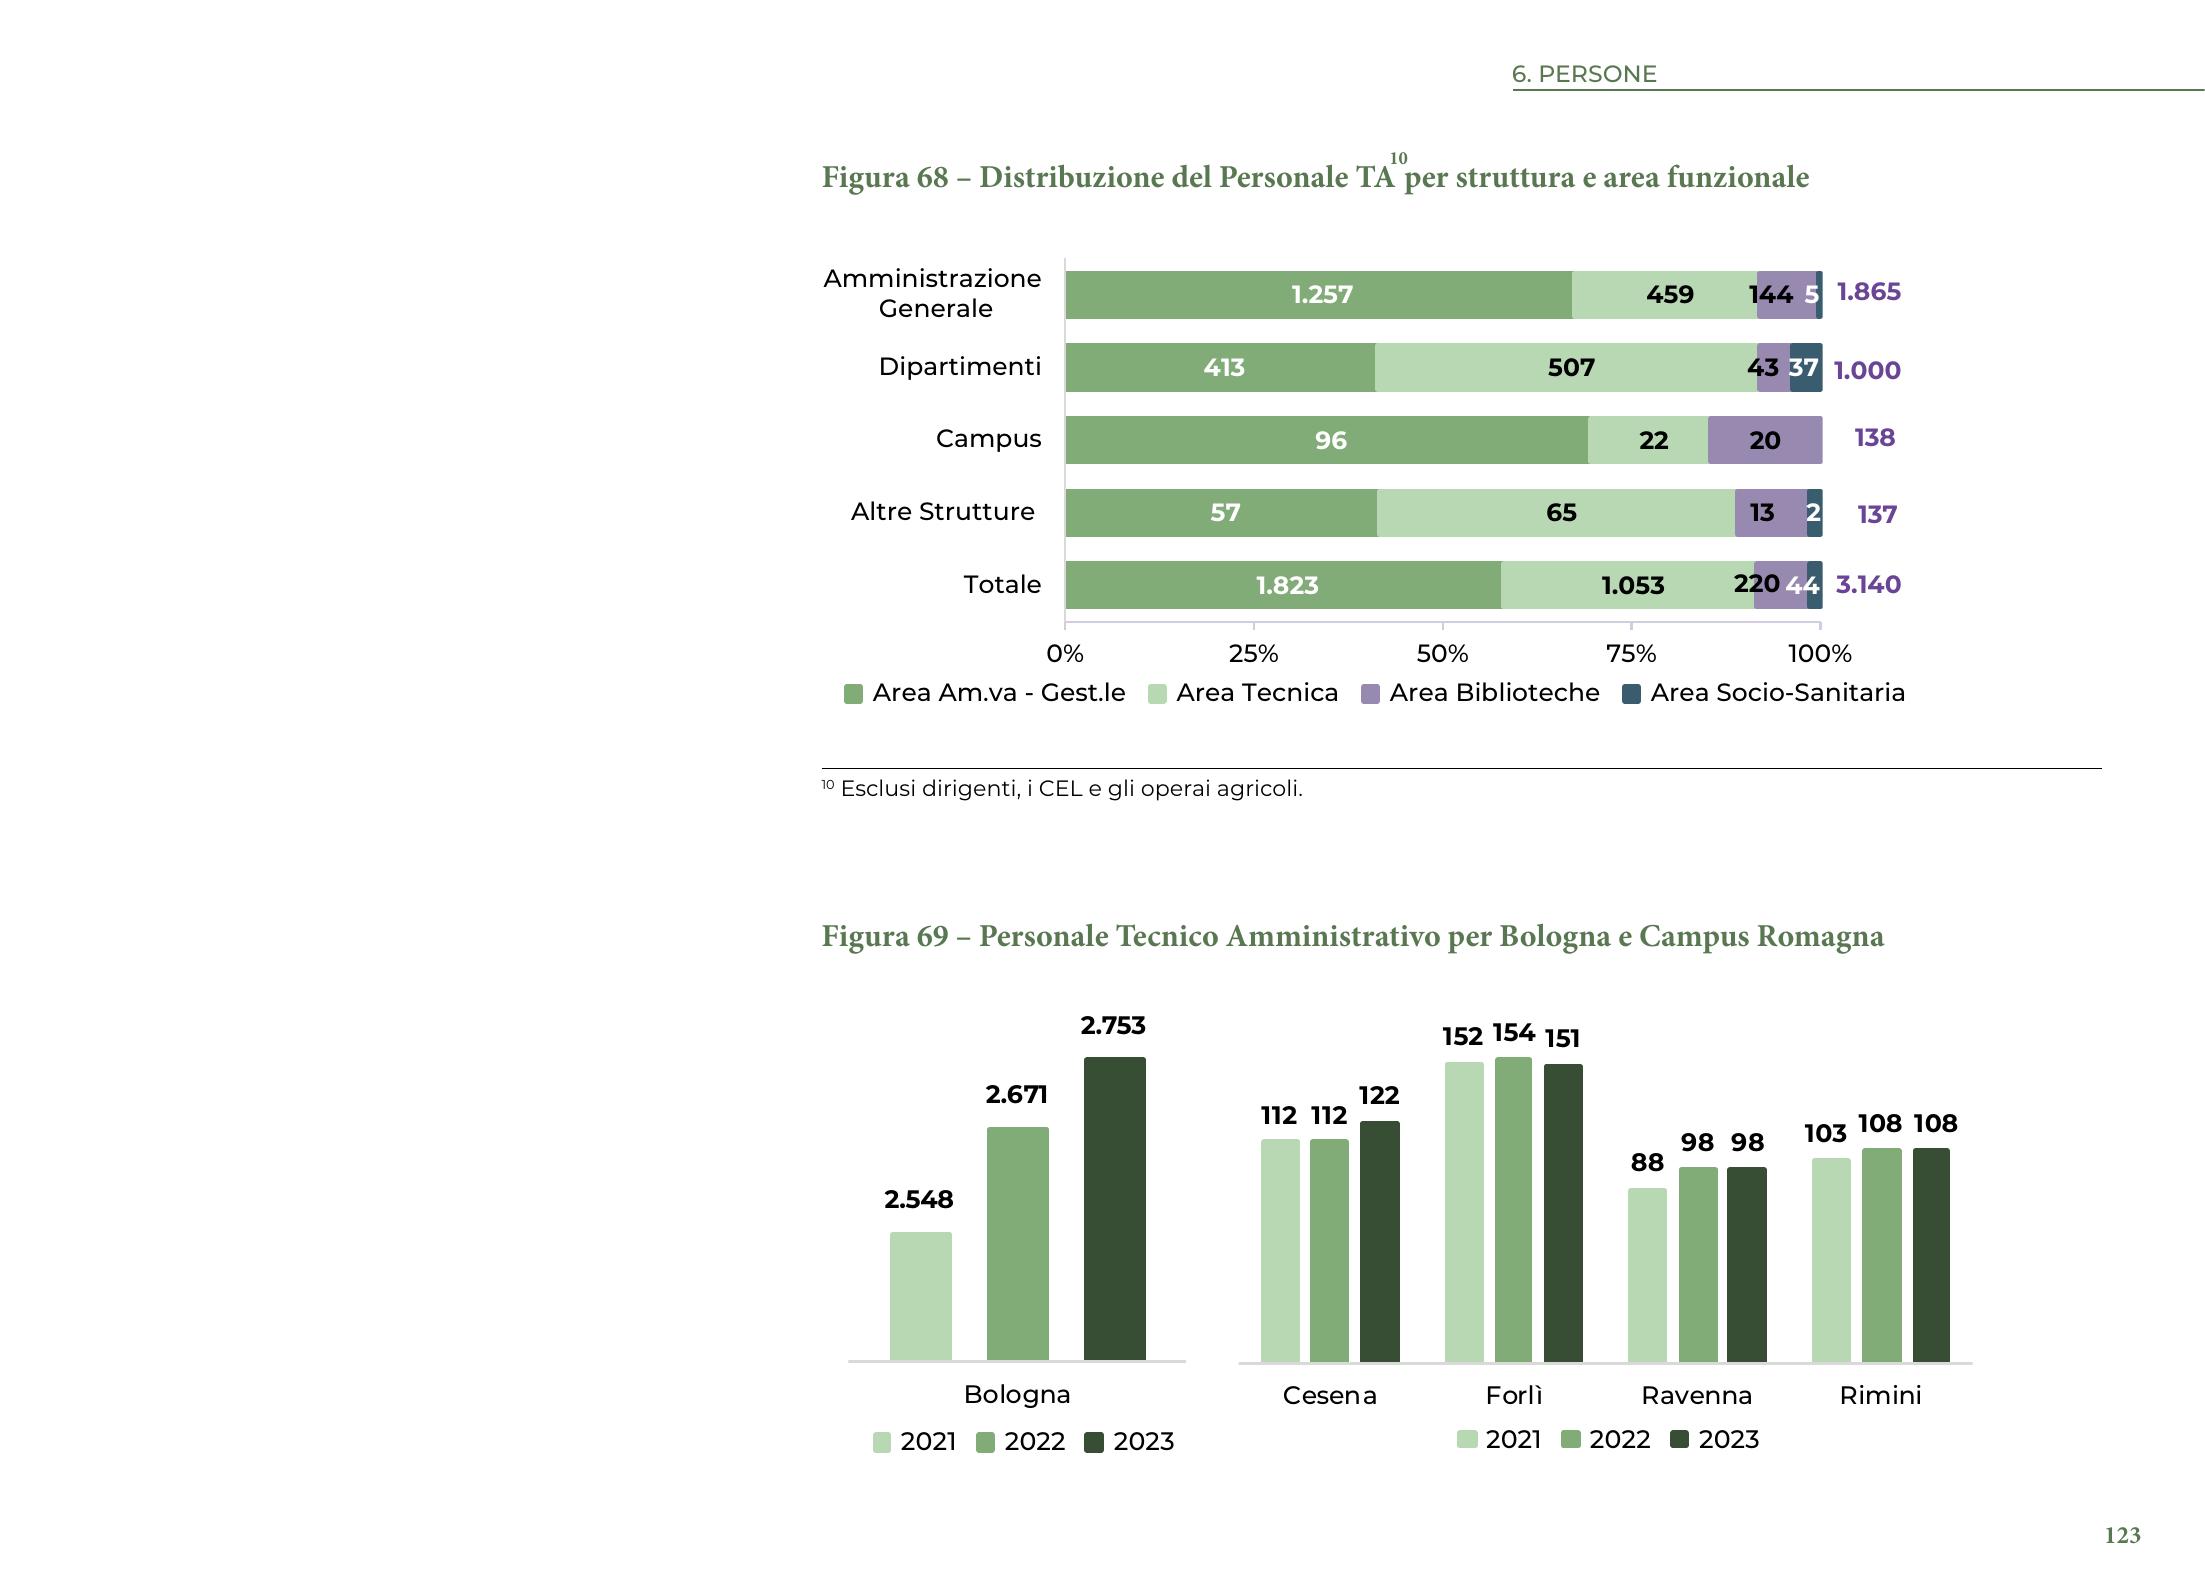 6. PERSONE
Figura 68 – Distribuzione del Personale TA10 per struttura e area funzionale
Amministrazione
Generale
1.257 459 144 5 1.865
Dipartimenti 413 507 43 37 1.000
Campus 96 22 20 138
Altre Strutture 57 65 13 2 137
Totale 1.823 1.053 220 44 3.140
0% 25% 50% 75% 100%
Area Am.va - Gest.le Area Tecnica Area Biblioteche Area Socio-Sanitaria
10 Esclusi dirigenti, i CEL e gli operai agricoli.
Figura 69 – Personale Tecnico Amministrativo per Bologna e Campus Romagna
2.548 2.671 2.753
Bologna
2021 2022 2023
112 112 122 152 154 151 88 98 98 103 108 108
Cesena Forlì Ravenna Rimini
2021 2022 2023
123